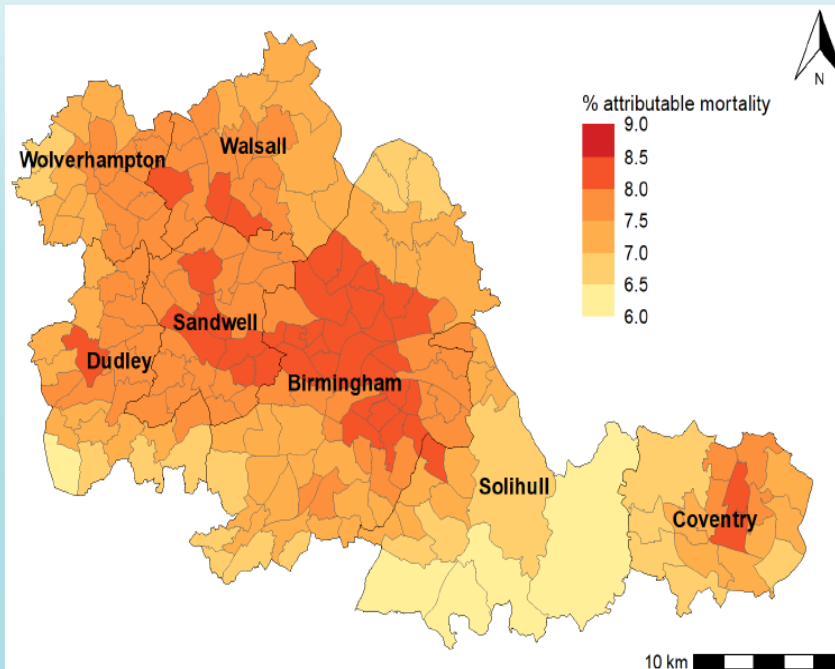 N
% attributable mortality
9.0
8.5
8.0
7.5
7.0
6.5
6.0
Walsall
Wolverhampton
Sandwell
Dudley
Birmingham
Solihull
Coventry
10 km